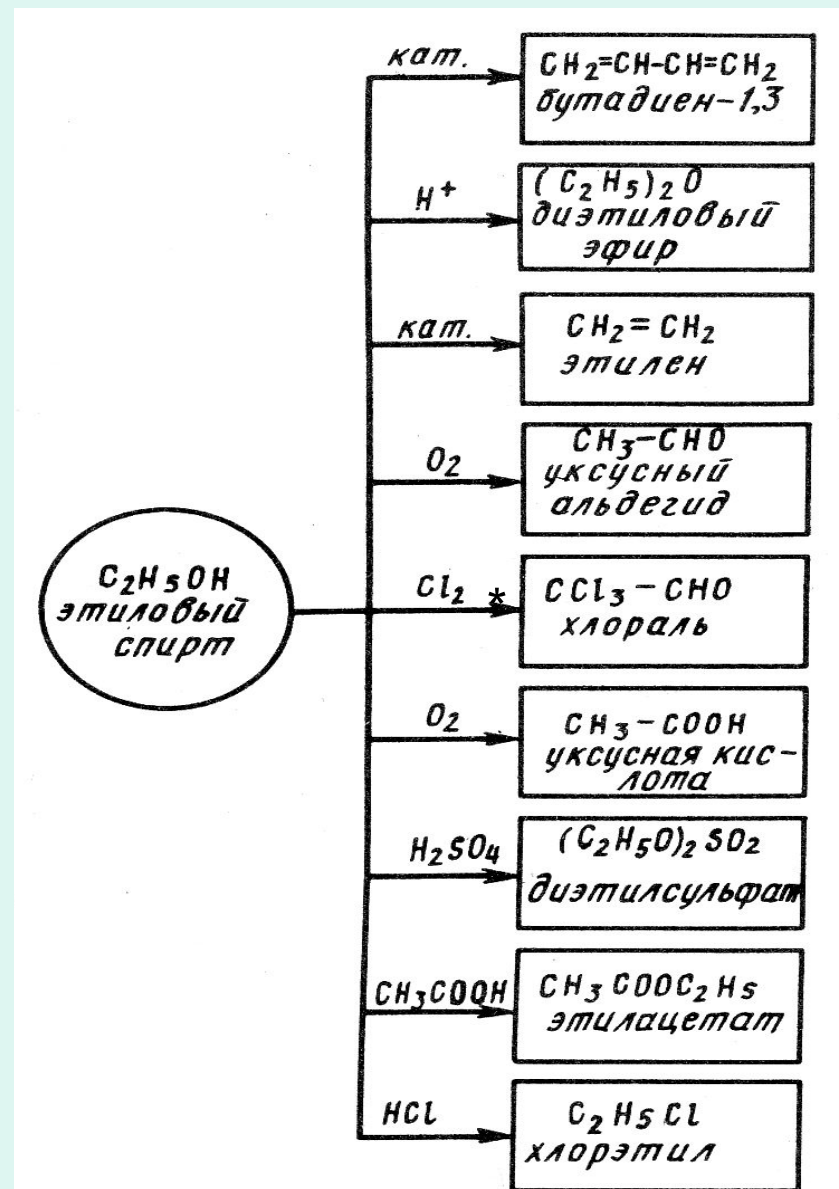 кат.
CH₂=CH-CH=CH₂
бутадиен-1,3
H⁺
(C₂H₅)₂O
диэтиловый
эфир
кат.
CH₂=CH₂
этилен
O₂
CH₃-CHO
уксусный
альдегид
C₂H₅OH
этиловый
спирт
Cl₂ *
CCl₃-CHO
хлораль
O₂
CH₃-COOH
уксусная кис-
лота
H₂SO₄
(C₂H₅O)₂SO₂
диэтилсульфат
CH₃COOH
CH₃COOC₂H₅
этилацетат
HCl
C₂H₅Cl
хлорэтил